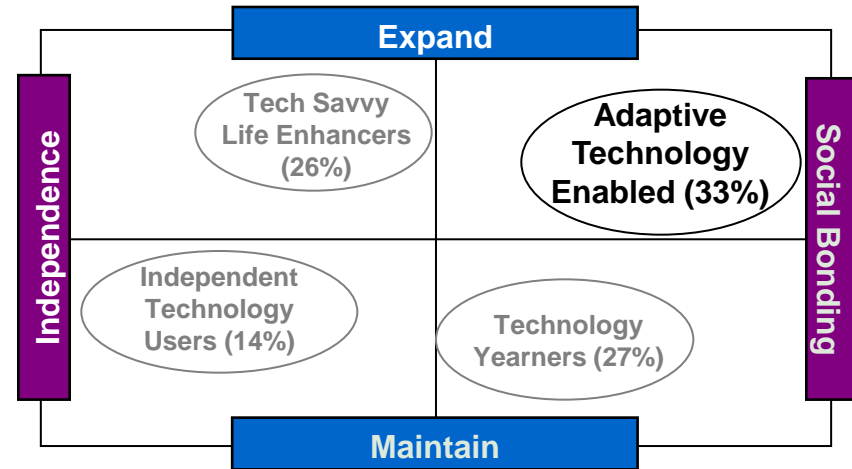 Expand
Tech Savvy
Life Enhancers
(26%)
Adaptive
Technology
Enabled (33%)
Independence
Social Bonding
Independent
Technology
Users (14%)
Technology
Yearners (27%)
Maintain